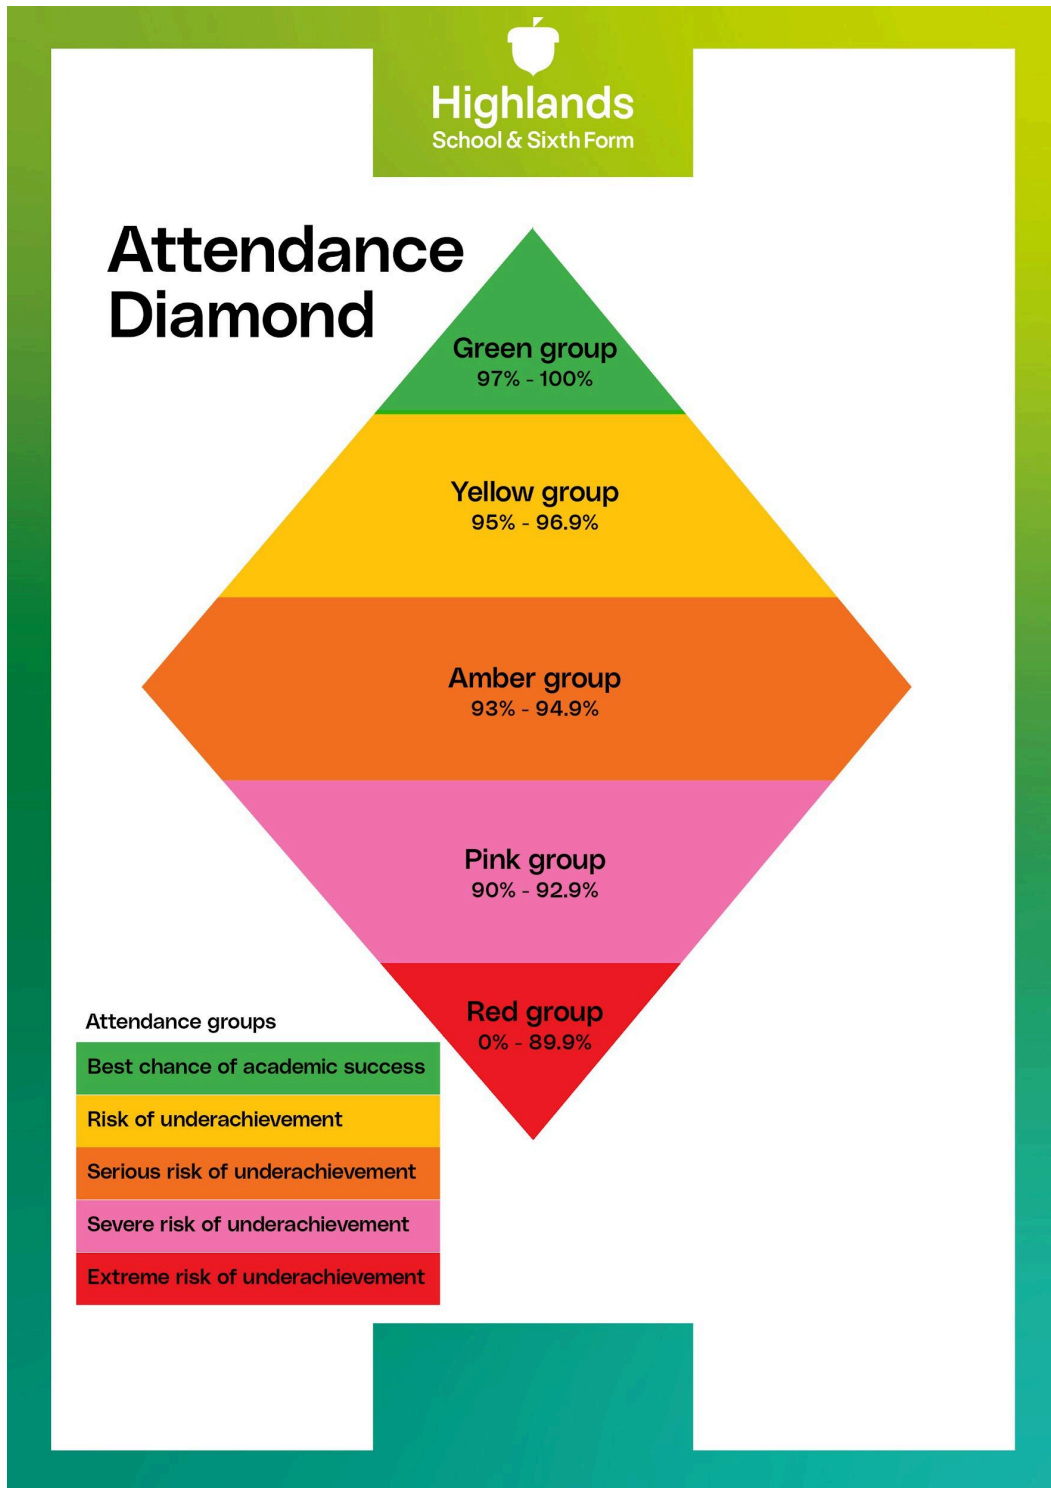 Highlands
School & Sixth Form
Attendance
Diamond
Green group
97% - 100%
Yellow group
95% - 96.9%
Amber group
93% - 94.9%
Pink group
90% - 92.9%
Red group
0% - 89.9%
Attendance groups
Best chance of academic success
Risk of underachievement
Serious risk of underachievement
Severe risk of underachievement
Extreme risk of underachievement